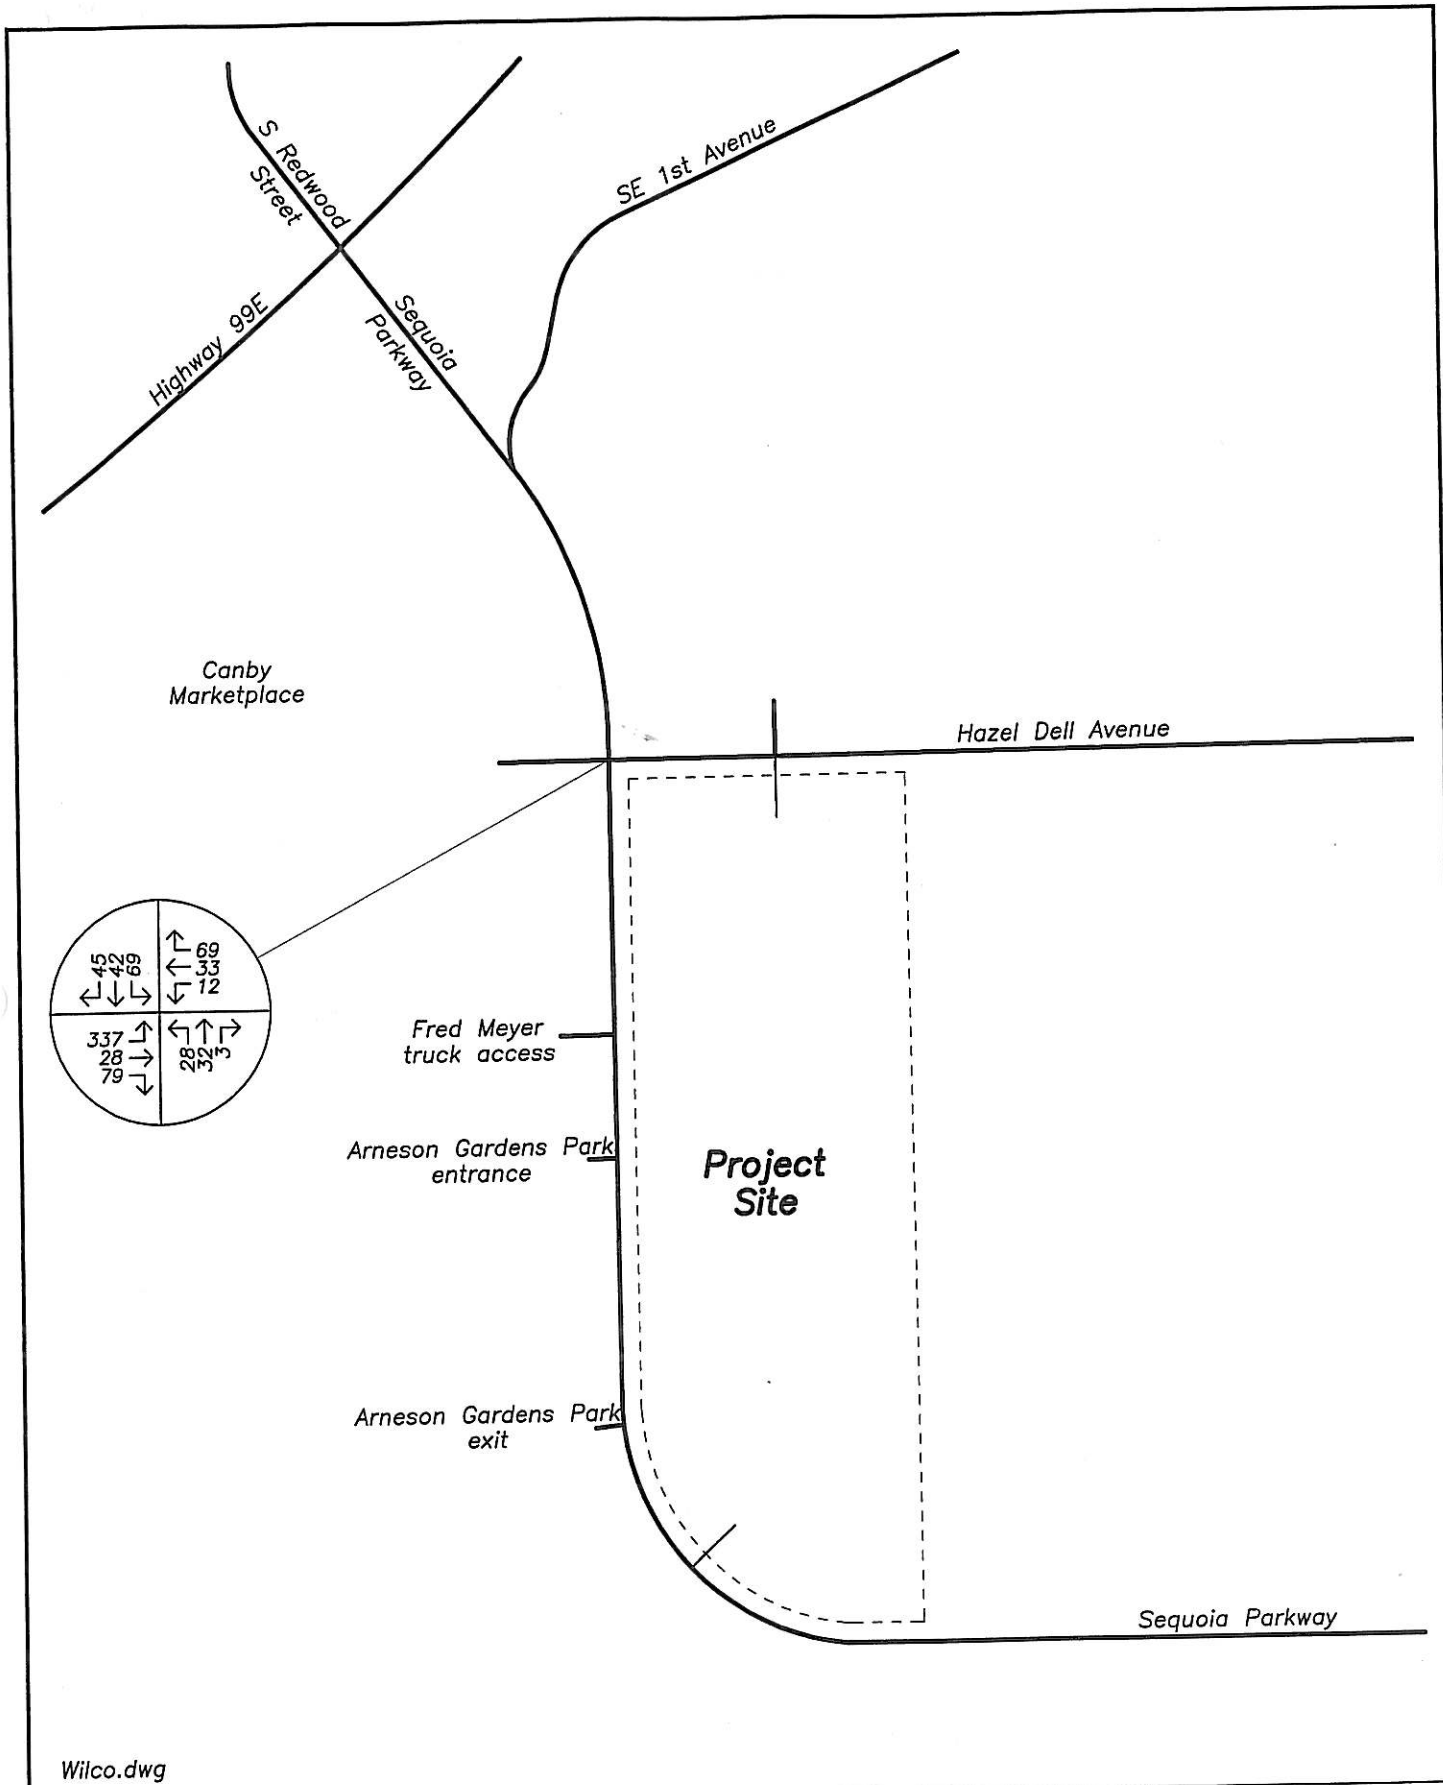 S Redwood
Street
SE 1st Avenue
Highway 99E
Sequoia
Parkway
Canby
Marketplace
Hazel Dell Avenue
45
42
69
69
33
12
337
28
79
28
32
3
Fred Meyer
truck access
Arneson Gardens Park
entrance
Project
Site
Arneson Gardens Park
exit
Sequoia Parkway
Wilco.dwg